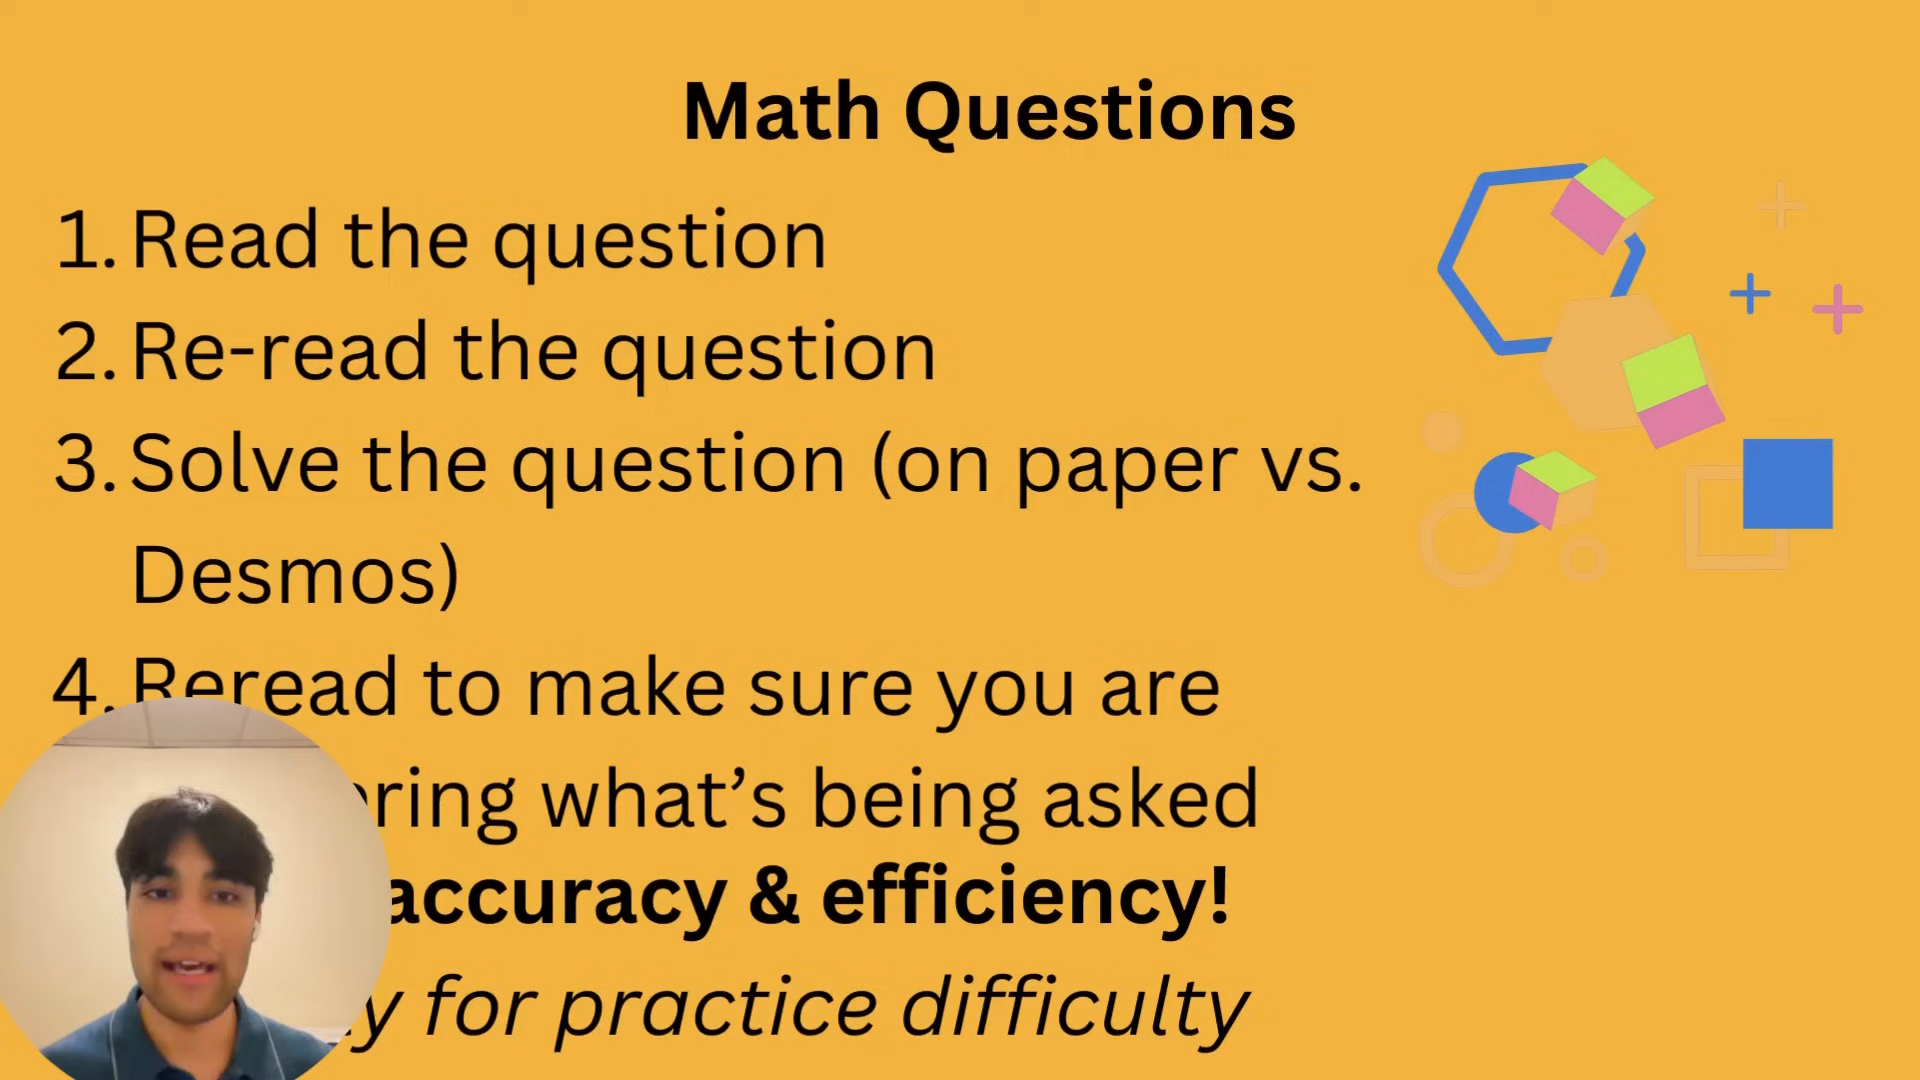 Math Questions
1. Read the question
2. Re-read the question
3. Solve the question (on paper vs.
Desmos)
4. Reread to make sure you are
what’s being asked
accuracy & efficiency!
for practice difficulty